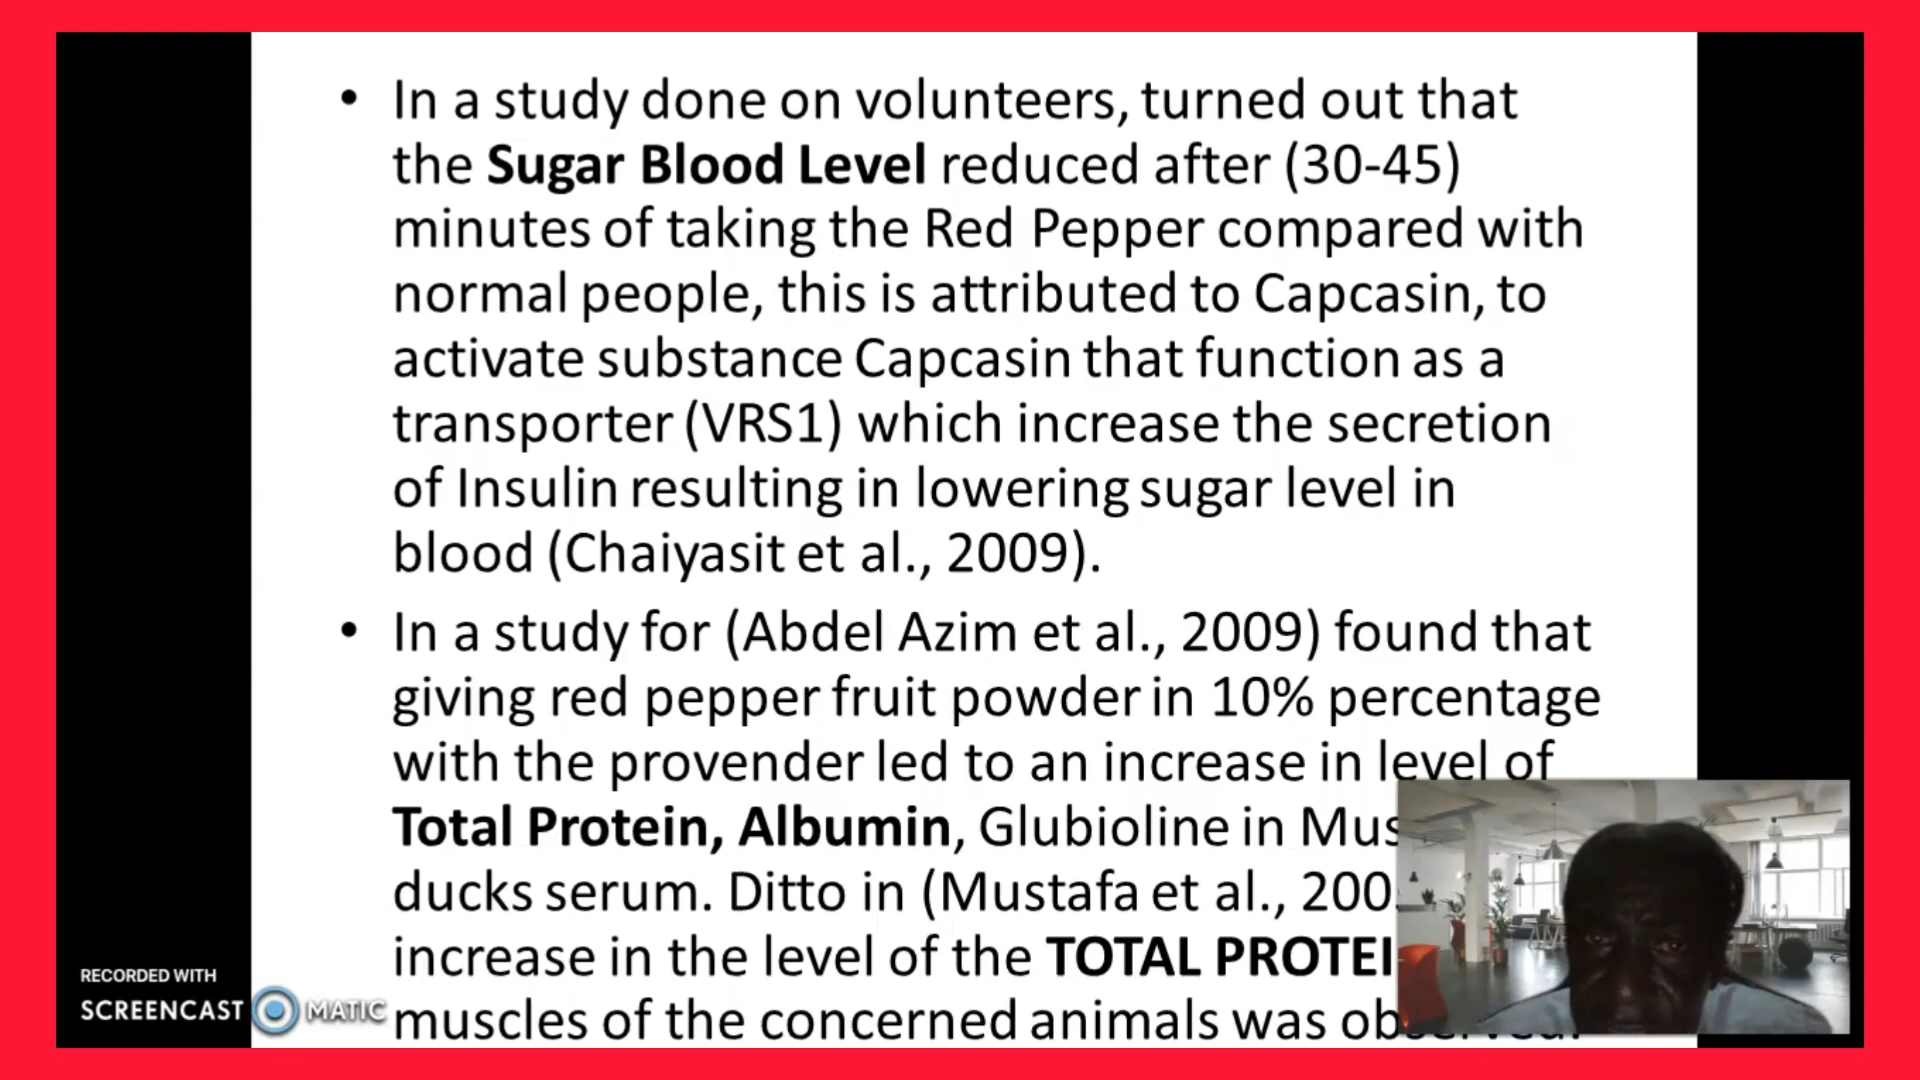 • In a study done on volunteers, turned out that
the Sugar Blood Level reduced after (30-45)
minutes of taking the Red Pepper compared with
normal people, this is attributed to Capcasin, to
activate substance Capcasin that function as a
transporter (VRS1) which increase the secretion
of Insulin resulting in lowering sugar level in
blood (Chaiyasit et al., 2009).
• In a study for (Abdel Azim et al., 2009) found that
giving red pepper fruit powder in 10% percentage
with the provender led to an increase in level of
Total Protein, Albumin, Glubioline in
ducks serum. Ditto in (Mustafa et al.,
increase in the level of the TOTAL
muscles of the concerned animals was
RECORDED WITH
SCREENCAST MATIC